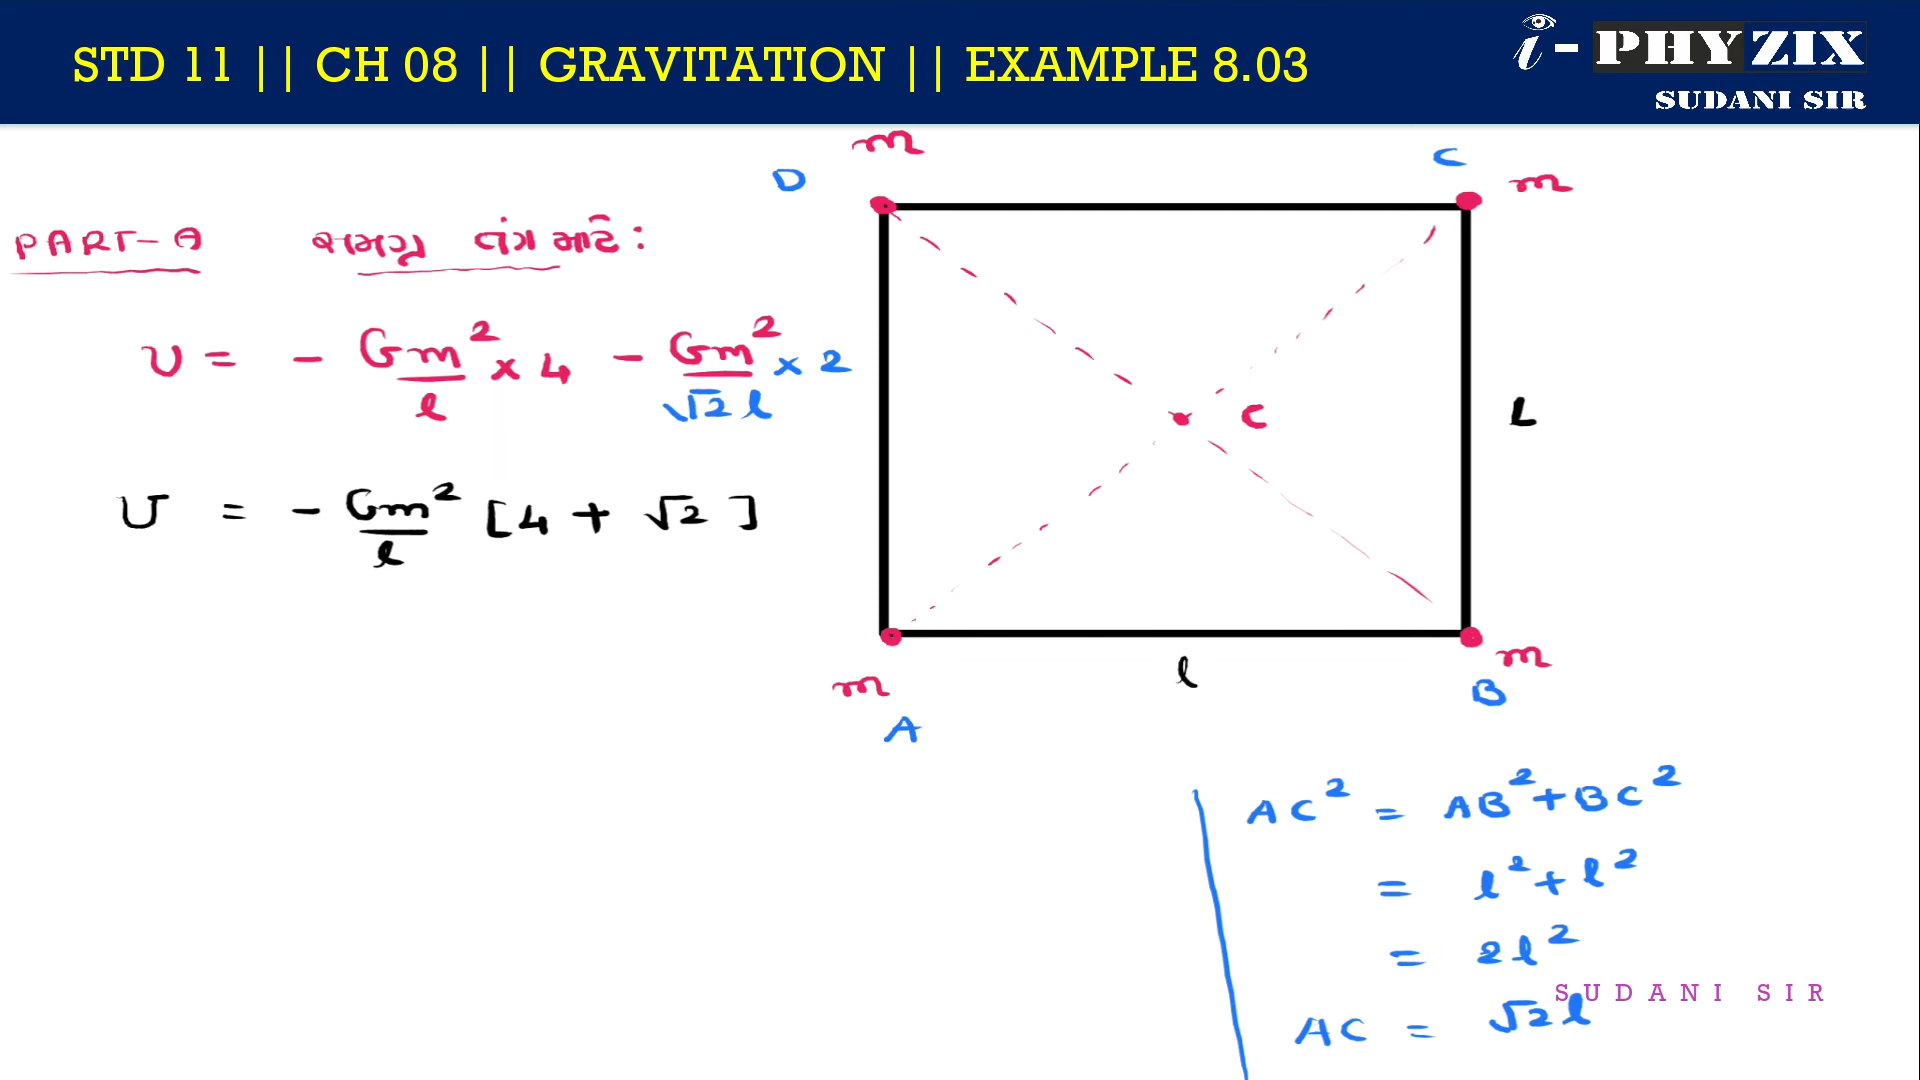 STD 11 || CH 08 || GRAVITATION || EXAMPLE 8.03
i-PHYZIX
SUDANI SIR
m
D
C
m
PART-A સમગ્ર તંત્ર માટે:
U = - Gm²/l × 4 - Gm²/√2 l × 2
C
L
U = - Gm²/l [4 + √2]
l
m
A
m
B
AC² = AB² + BC²
= l² + l²
= 2l²
SUDANI SIR
AC = √2 l